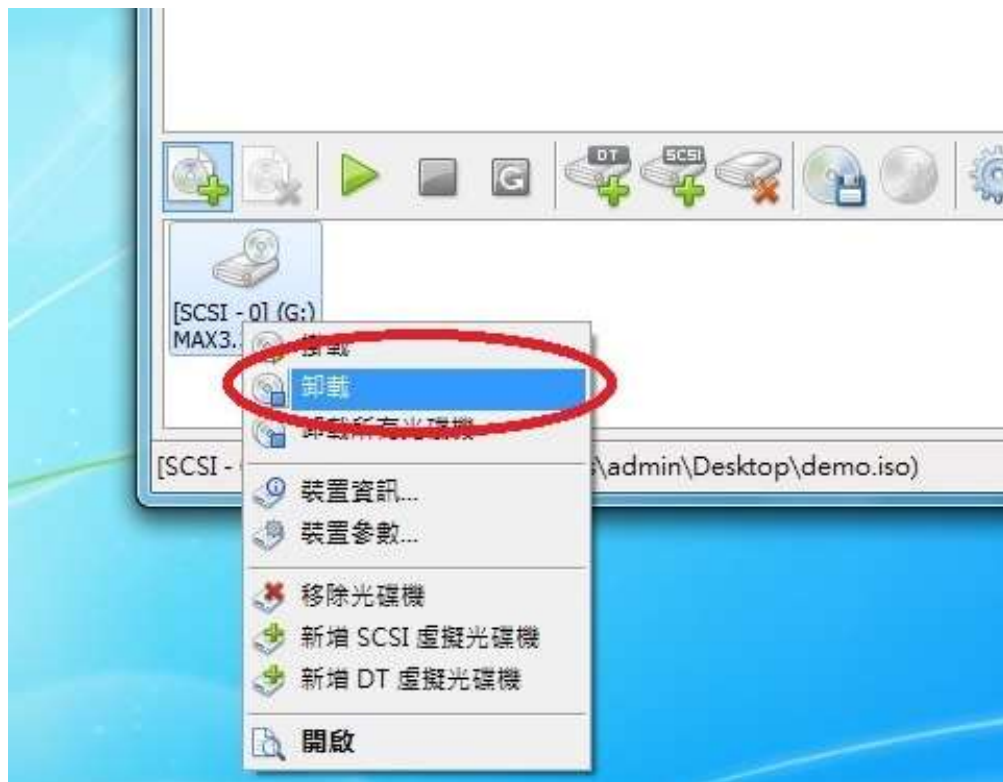 DT
SCSI
G
[SCSI - 0] (G:)
MAX3.
掛載
卸載
卸載所有光碟機
[SCSI - \admin\Desktop\demo.iso)
裝置資訊...
裝置參數...
移除光碟機
新增 SCSI 虛擬光碟機
新增 DT 虛擬光碟機
開啟